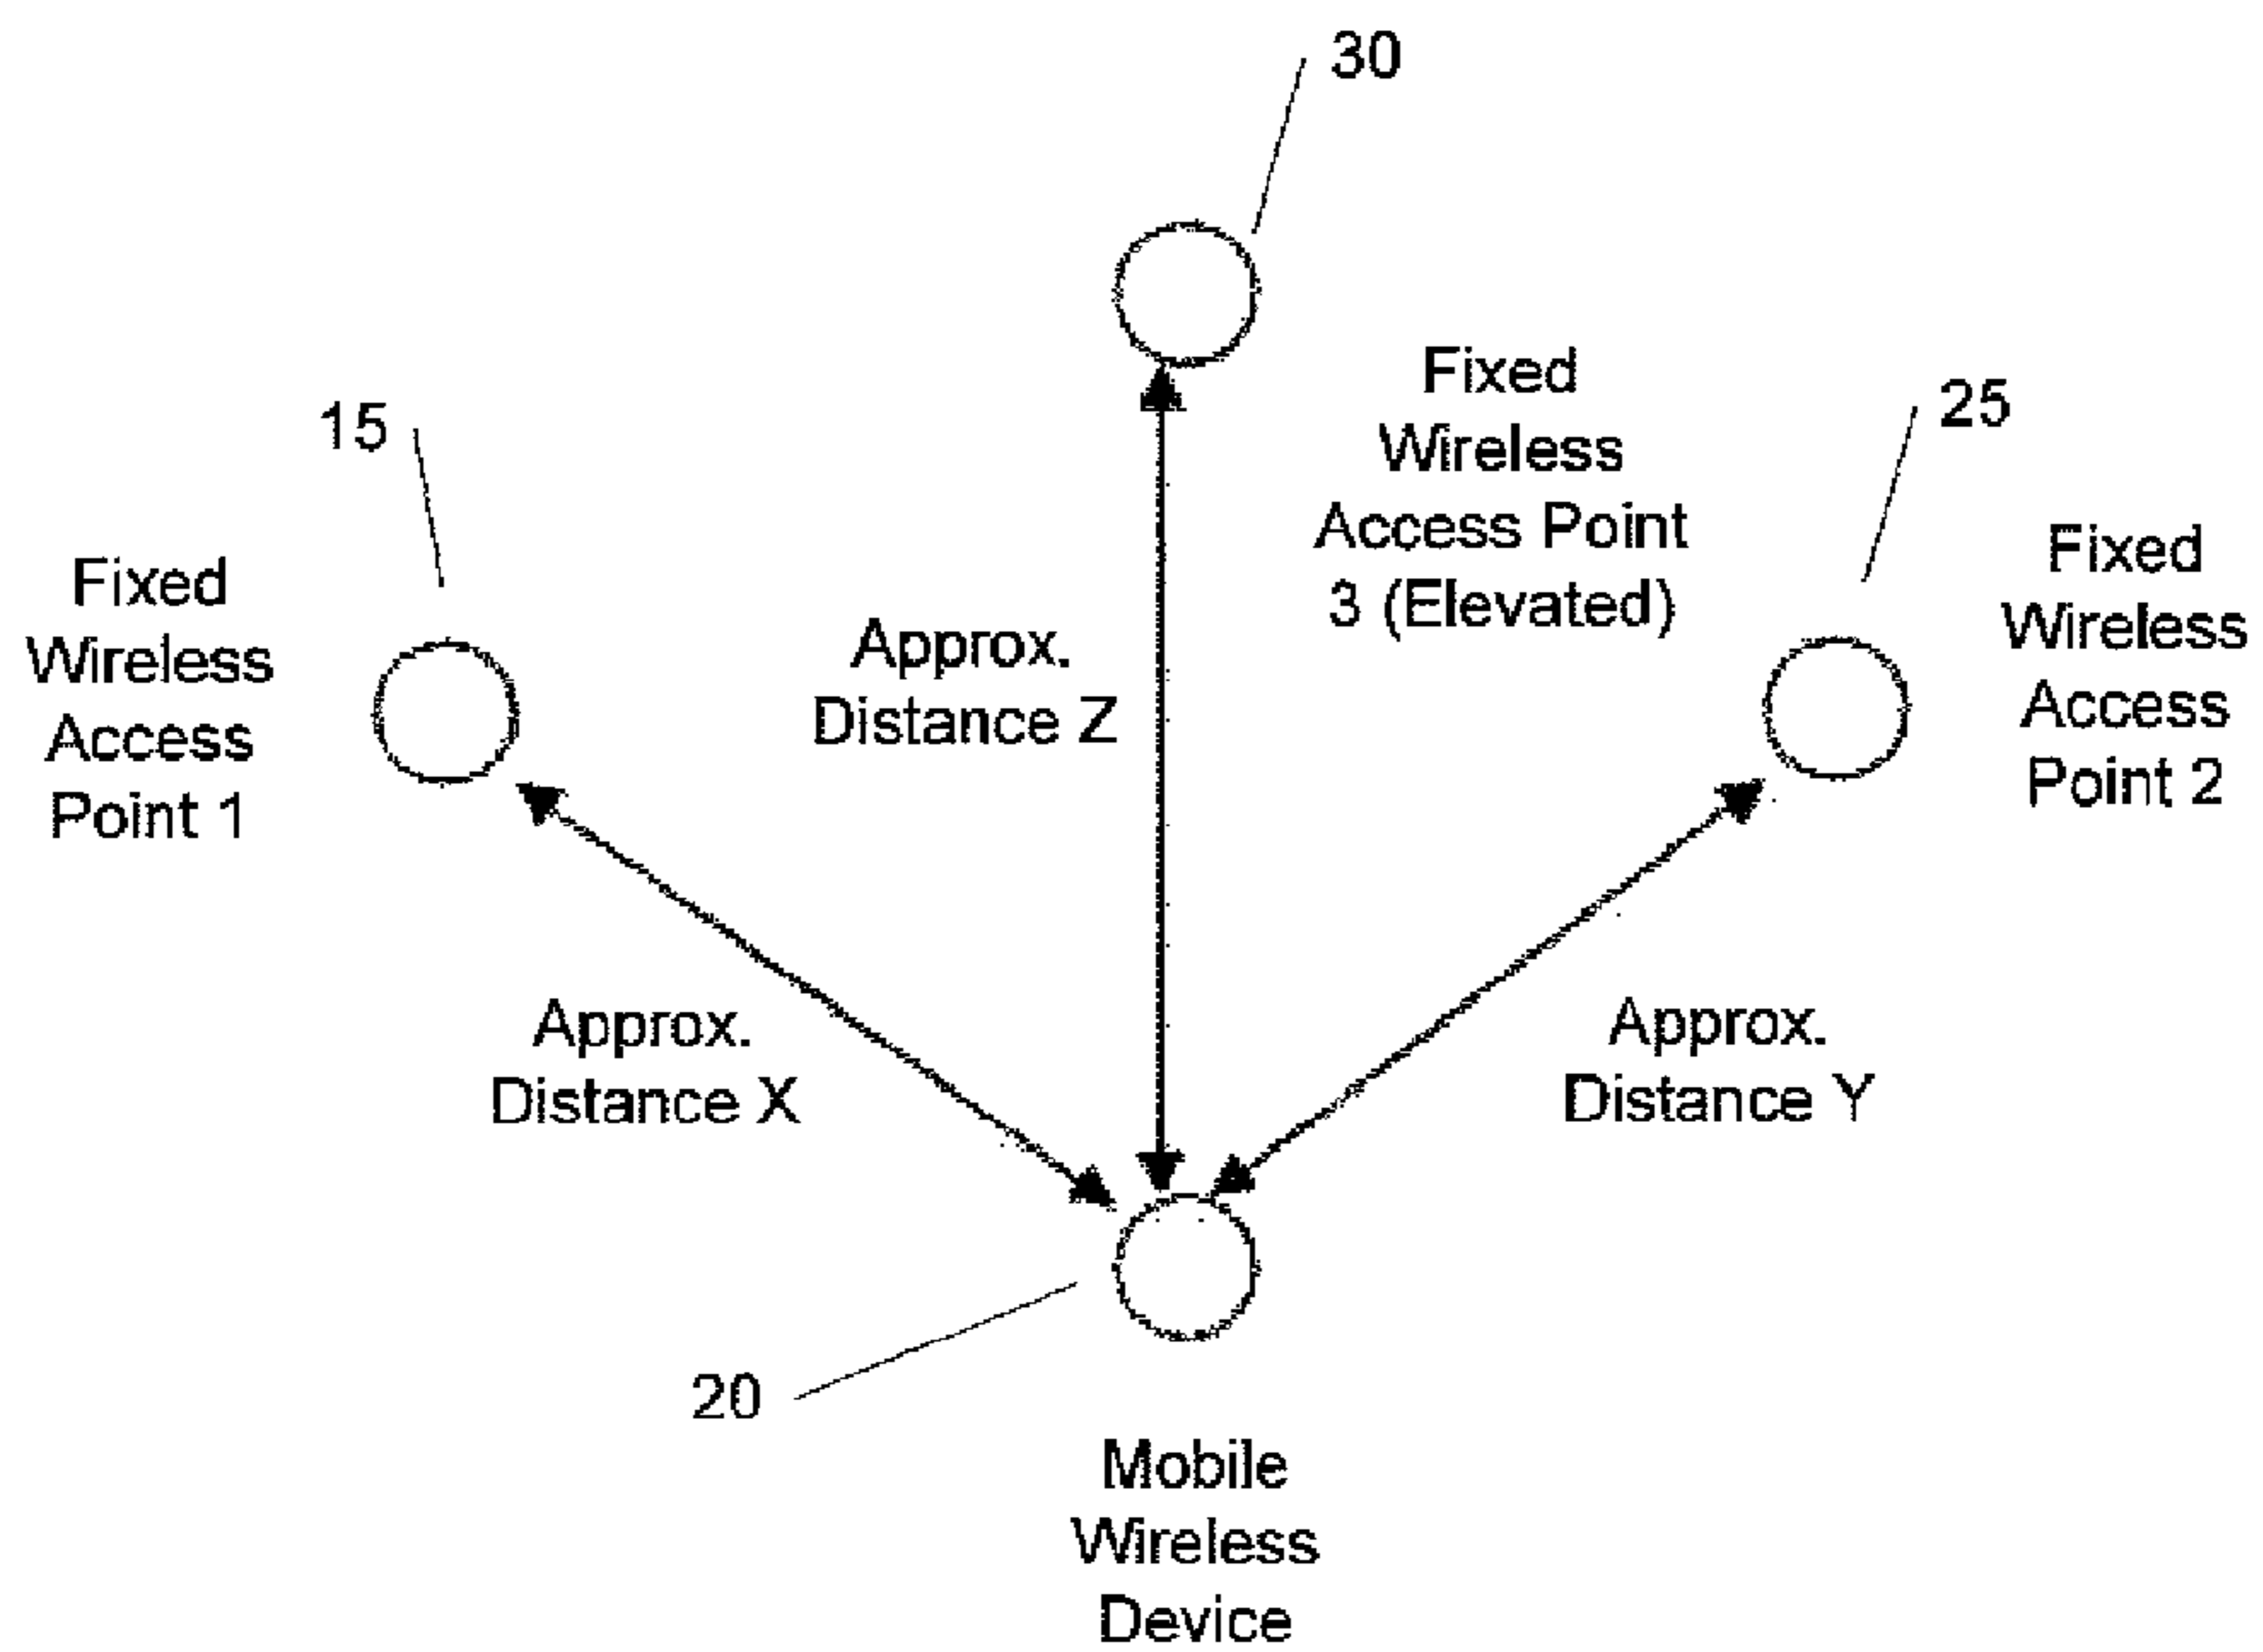 30
15
Fixed
Wireless
Access
Point 1
Approx.
Distance Z
Fixed
Wireless
Access Point
3 (Elevated)
25
Fixed
Wireless
Access
Point 2
Approx.
Distance X
Approx.
Distance Y
20
Mobile
Wireless
Device